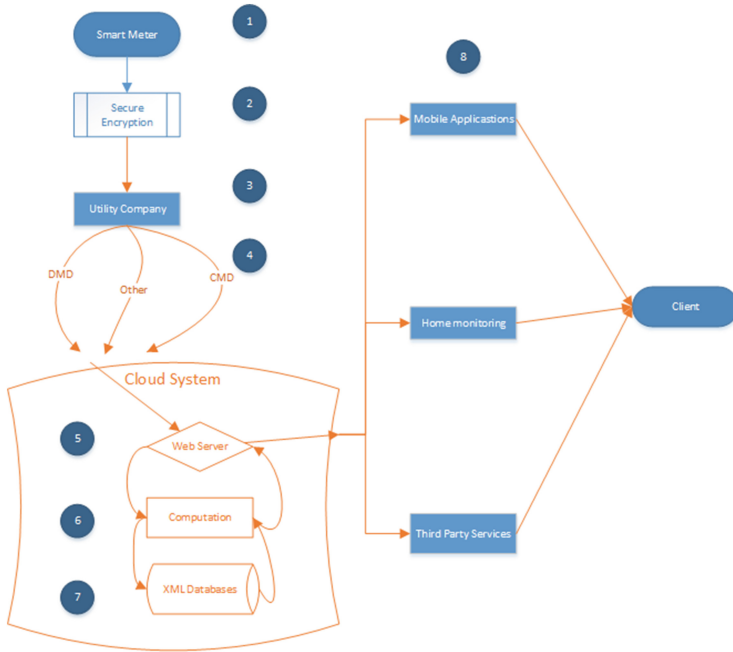 1
Smart Meter
8
2
Secure
Encryption
Mobile Applicastions
3
Utility Company
4
DMD
Other
CMD
Client
Home monitoring
Cloud System
5
Web Server
6
Computation
Third Party Services
7
XML Databases